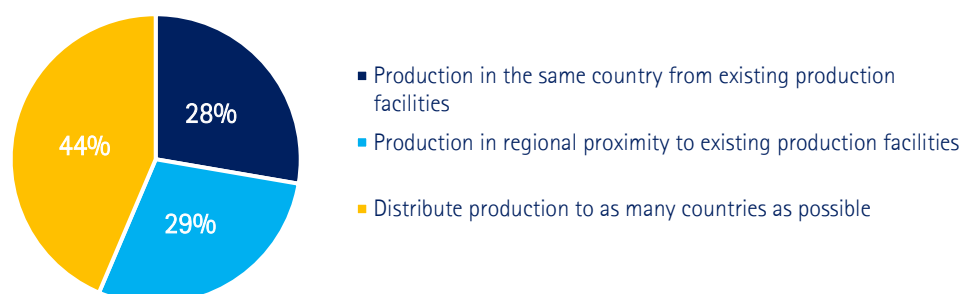 28%
44%
29%
Production in the same country from existing production
facilities
Production in regional proximity to existing production facilities
Distribute production to as many countries as possible